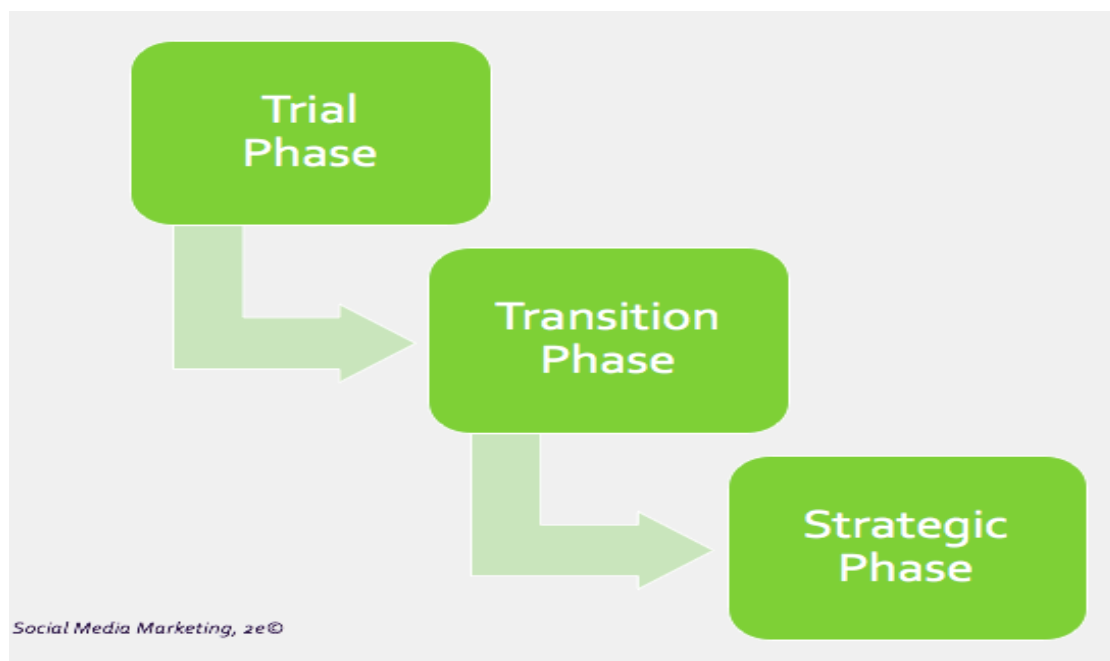 Trial
Phase
Transition
Phase
Strategic
Phase
Social Media Marketing, 2e©